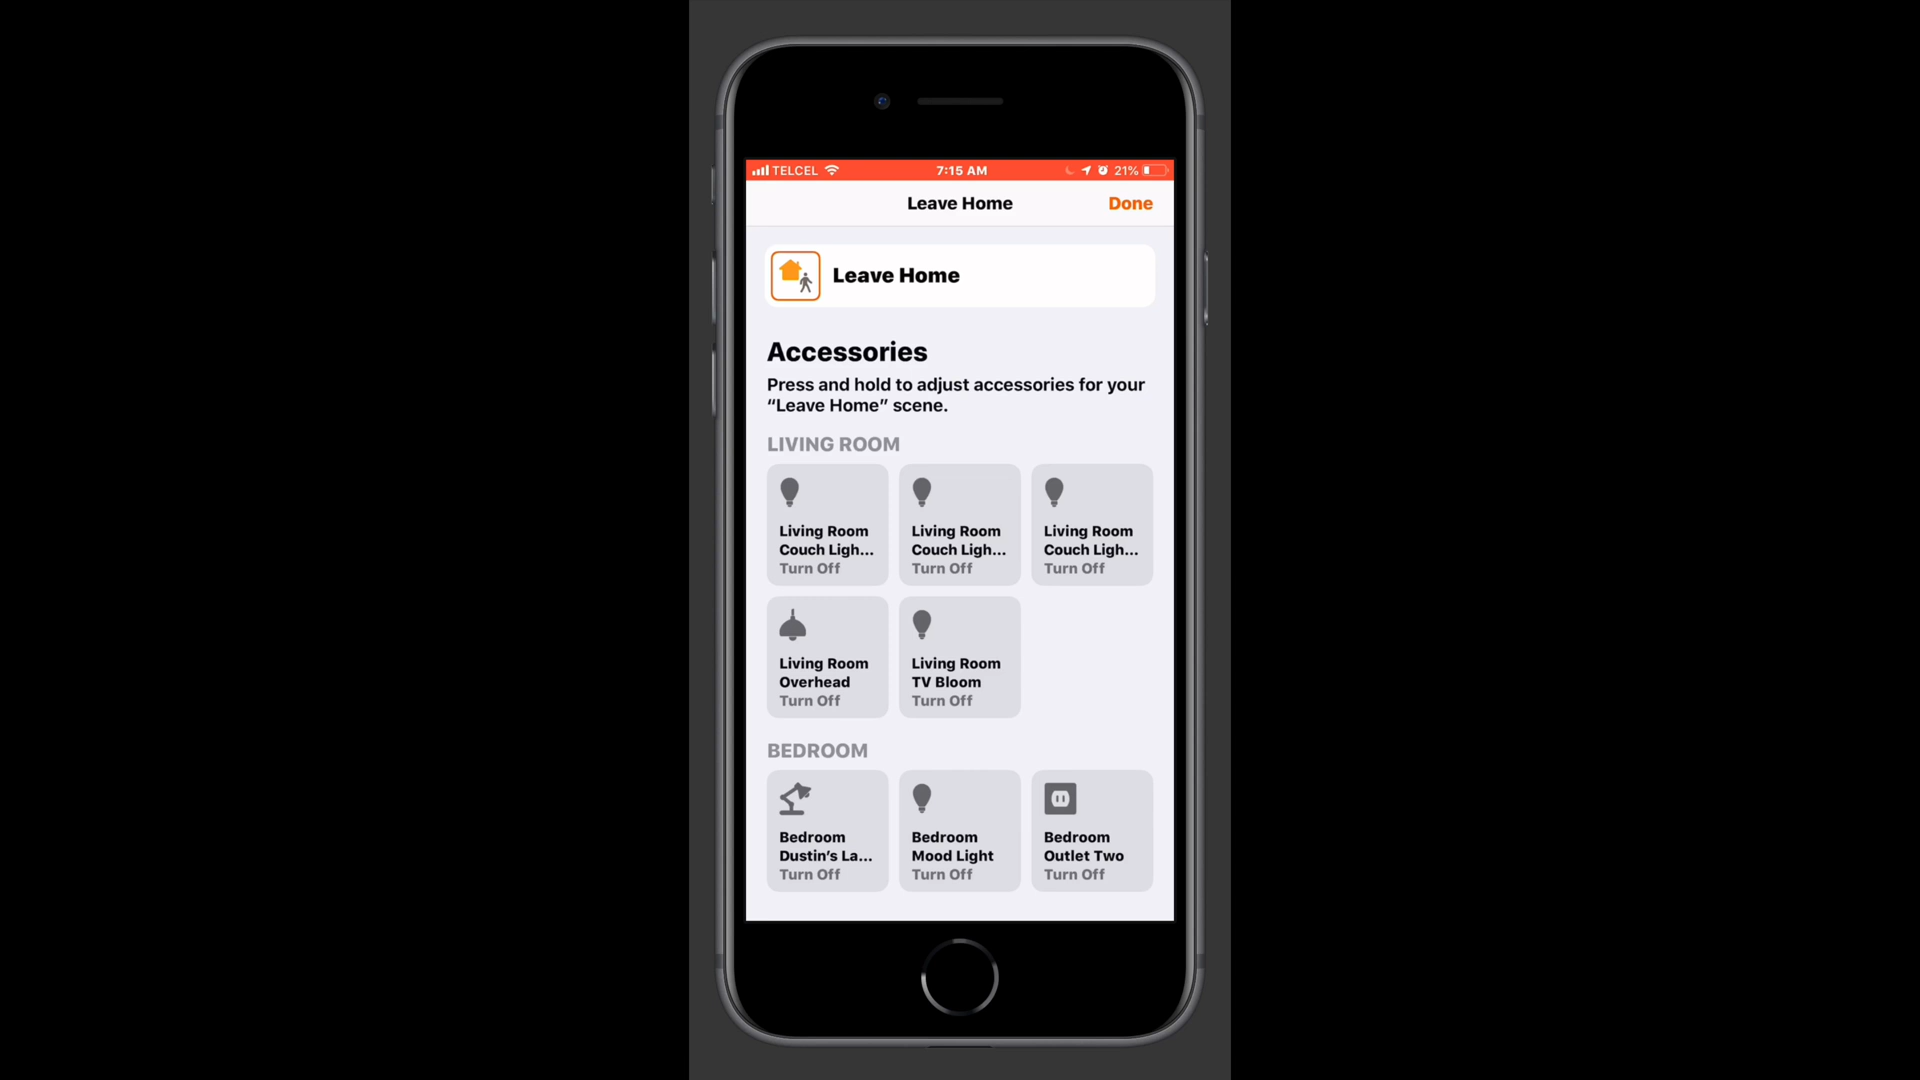 TELCEL
7:15 AM
21%
Leave Home
Done
Leave Home
Accessories
Press and hold to adjust accessories for your
“Leave Home” scene.
LIVING ROOM
Living Room
Couch Ligh...
Turn Off
Living Room
Couch Ligh...
Turn Off
Living Room
Couch Ligh...
Turn Off
Living Room
Overhead
Turn Off
Living Room
TV Bloom
Turn Off
BEDROOM
Bedroom
Dustin’s La...
Turn Off
Bedroom
Mood Light
Turn Off
Bedroom
Outlet Two
Turn Off